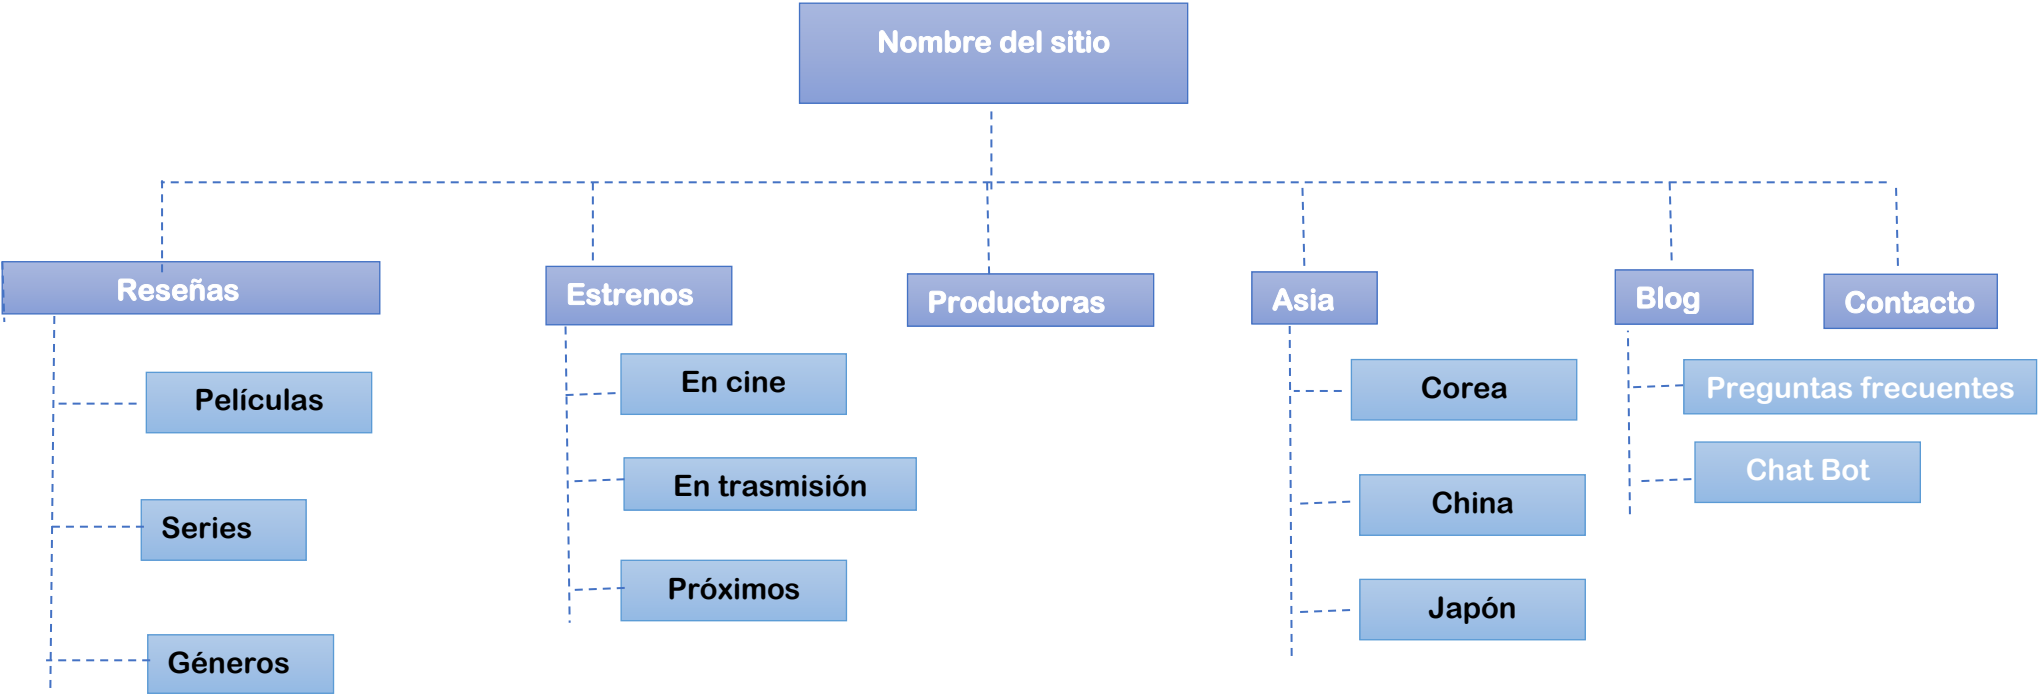 Nombre del sitio
Reseñas
Estrenos
Productoras
Asia
Blog
Contacto
Películas
Series
Géneros
En cine
En trasmisión
Próximos
Corea
China
Japón
Preguntas frecuentes
Chat Bot